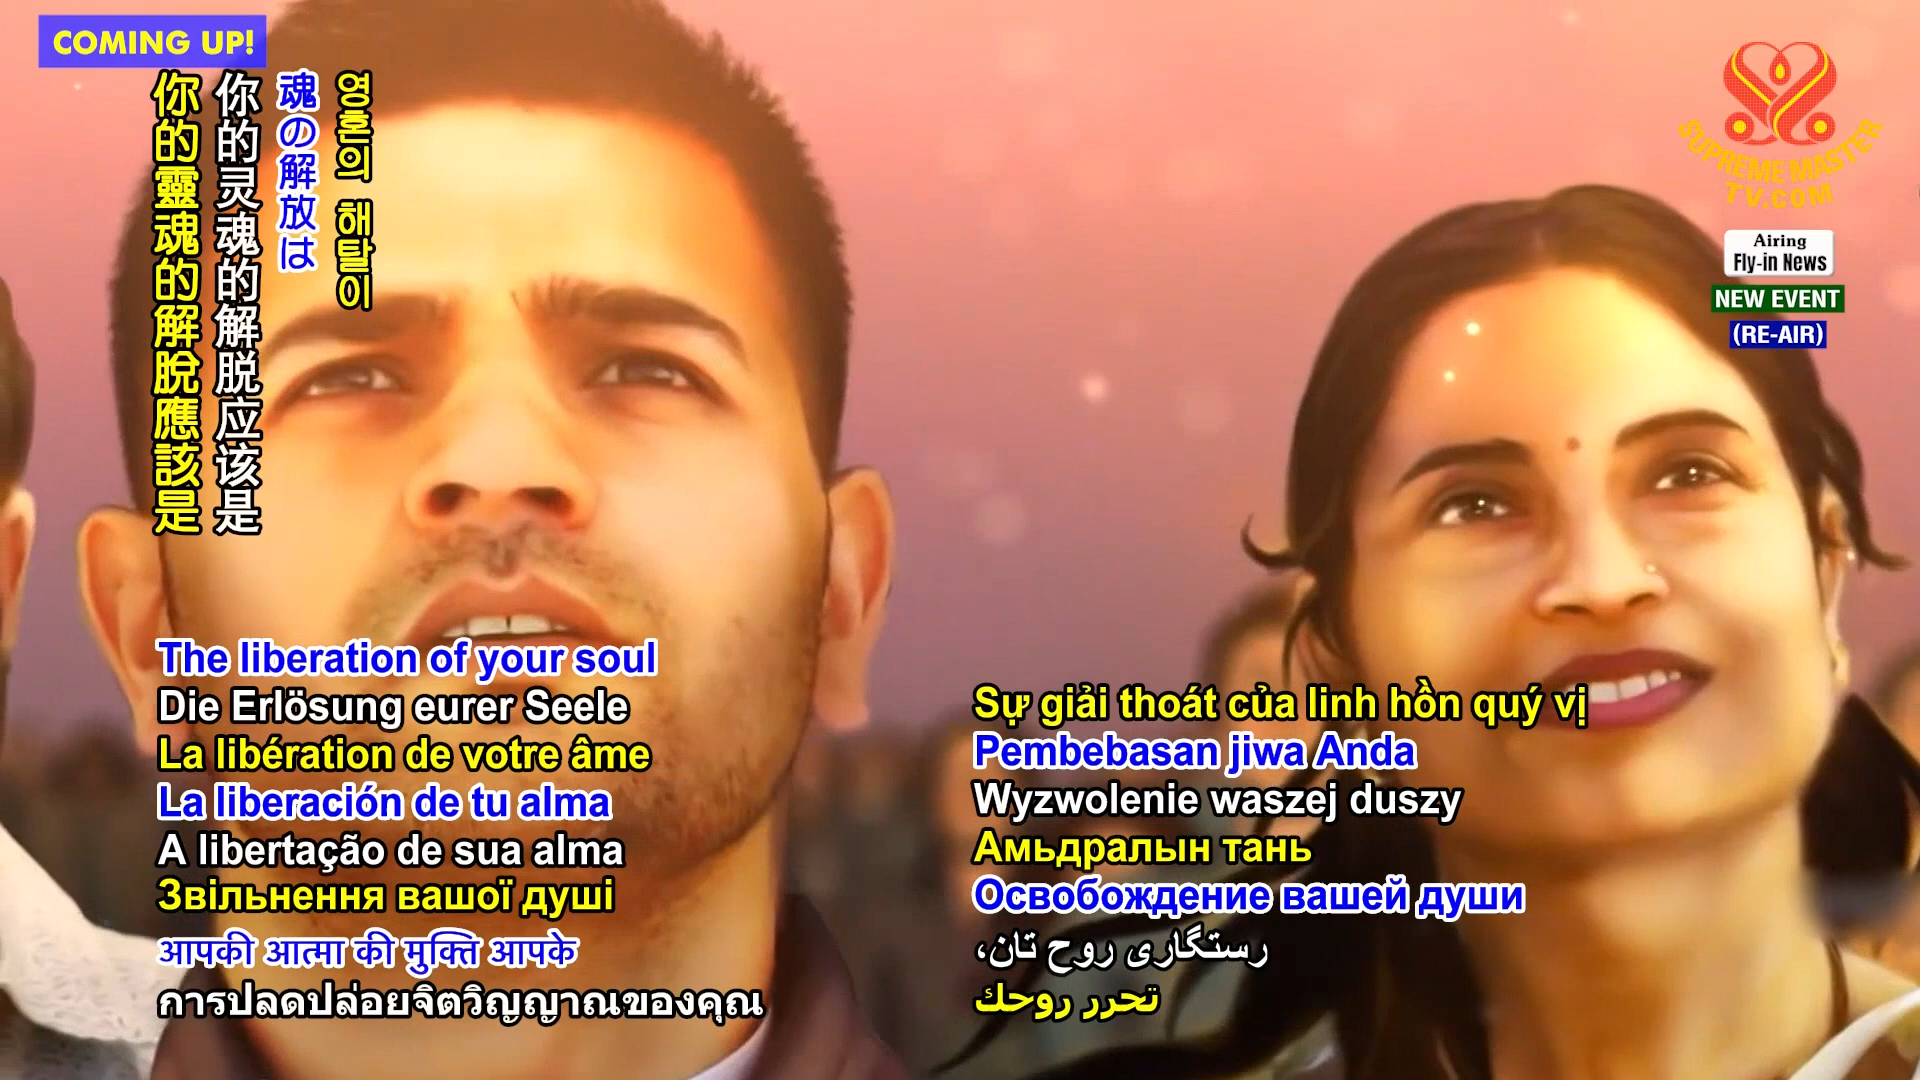 COMING UP!
你的靈魂的解脫應該是
你的灵魂的解脱应该是
魂の解放は
영혼의 해탈이
SUPREME MASTER
TV.COM
Airing
Fly-in News
NEW EVENT
(RE-AIR)
The liberation of your soul
Die Erlösung eurer Seele
La libération de votre âme
La liberación de tu alma
A libertação de sua alma
Звільнення вашої душі
आपकी आत्मा की मुक्ति आपके
การปลดปล่อยจิตวิญญาณของคุณ
Sự giải thoát của linh hồn quý vị
Pembebasan jiwa Anda
Wyzwolenie waszej duszy
Амьдралын тань
Освобождение вашей души
رستگاری روح تان،
تحرر روحك